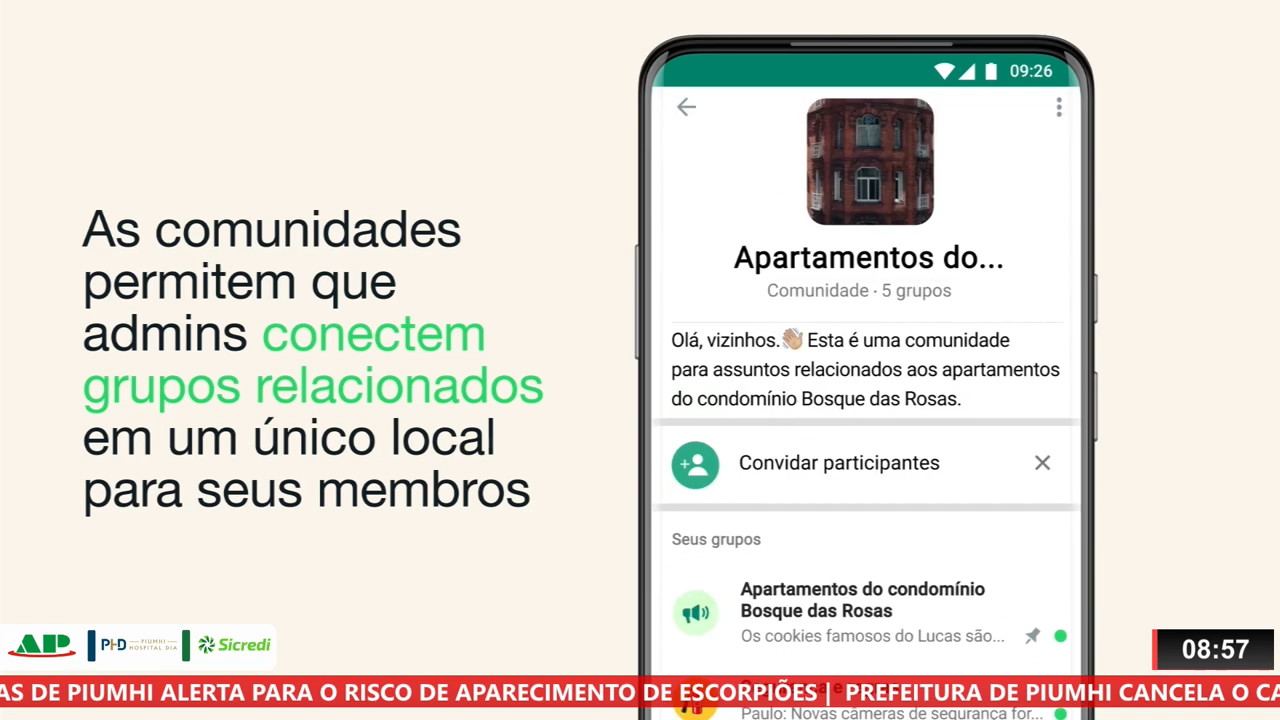 As comunidades
permitem que
admins conectem
grupos relacionados
em um único local
para seus membros
09:26
Apartamentos do...
Comunidade · 5 grupos
Olá, vizinhos.👋🏼 Esta é uma comunidade
para assuntos relacionados aos apartamentos
do condomínio Bosque das Rosas.
Convidar participantes
Seus grupos
Apartamentos do condomínio
Bosque das Rosas
Os cookies famosos do Lucas são...
Paulo: Novas câmeras de segurança for...
AP
PHD PIUMHI
HOSPITAL DIA
Sicredi
08:57
AS DE PIUMHI ALERTA PARA O RISCO DE APARECIMENTO DE ESCORPIÕES | PREFEITURA DE PIUMHI CANCELA O CA